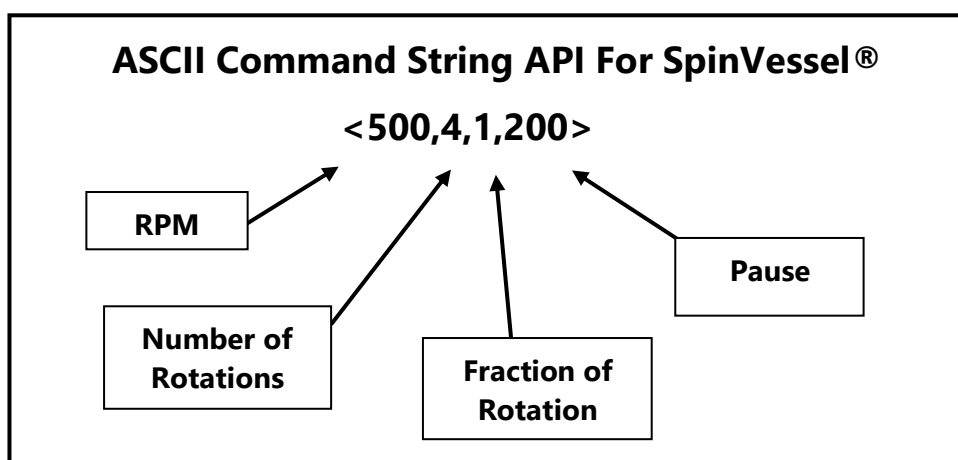 ASCII Command String API For SpinVessel®
<500,4,1,200>
RPM
Pause
Number of
Rotations
Fraction of
Rotation